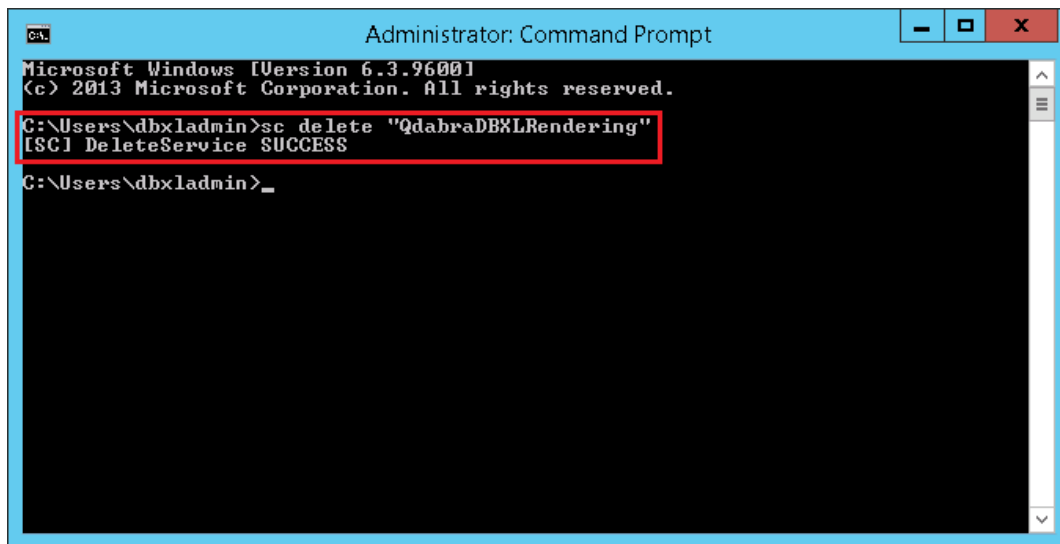 Administrator: Command Prompt
Microsoft Windows [Version 6.3.9600]
(c) 2013 Microsoft Corporation. All rights reserved.
C:\Users\dbxladmin>sc delete "QdabraDBXLRendering"
[SC] DeleteService SUCCESS
C:\Users\dbxladmin>_